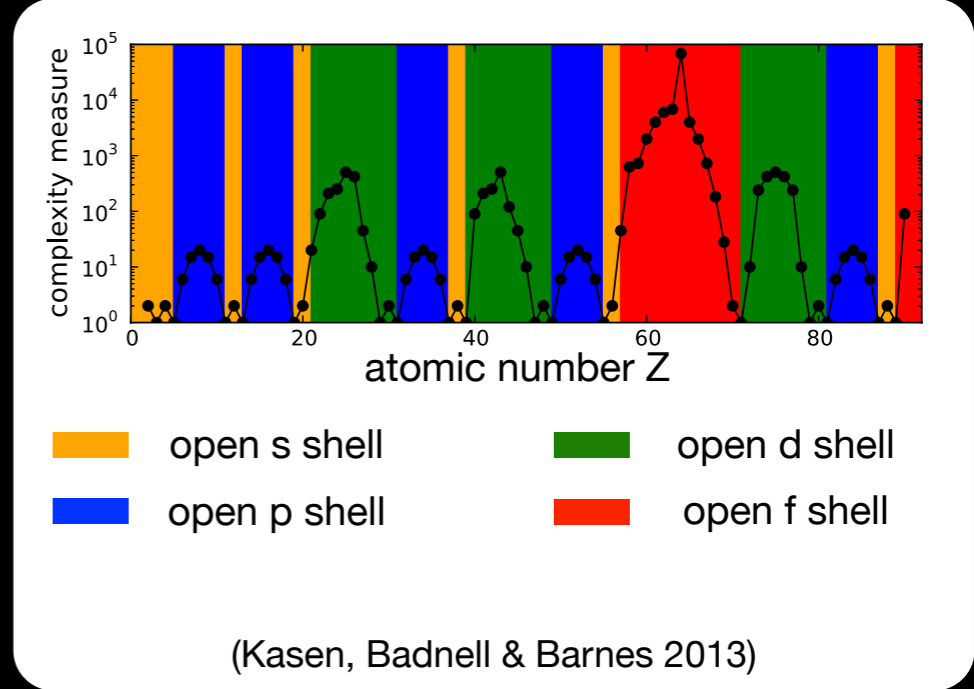 complexity measure
10^5
10^4
10^3
10^2
10^1
10^0
0 20 40 60 80
atomic number Z
open s shell open d shell
open p shell open f shell
(Kasen, Badnell & Barnes 2013)